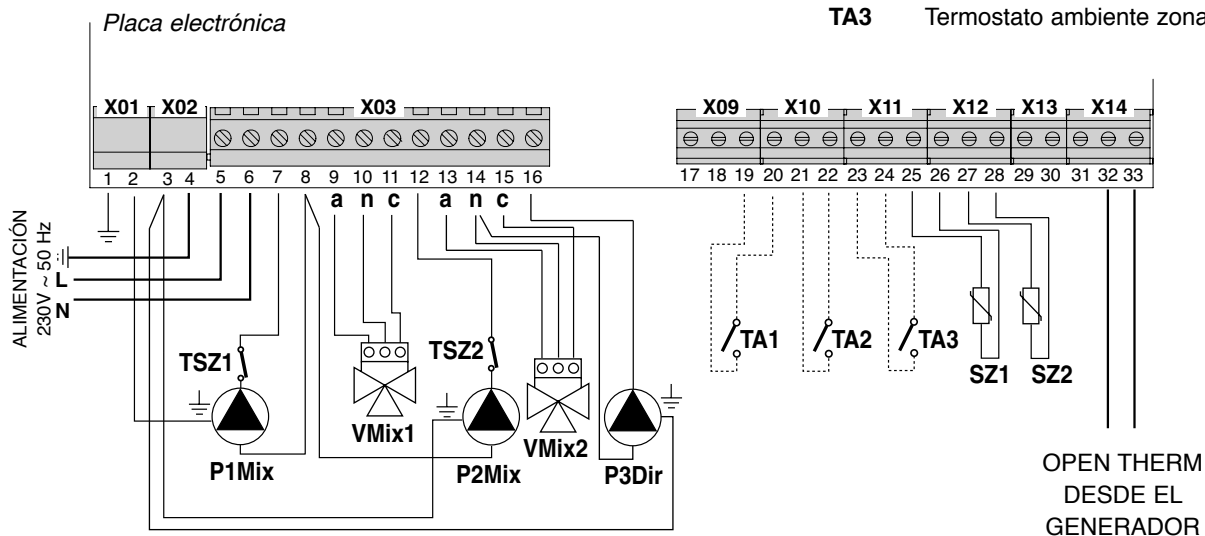 TA3 Termostato ambiente zona
Placa electrónica
X01 X02 X03 X09 X10 X11 X12 X13 X14
1 2 3 4 5 6 7 8 9 10 11 12 13 14 15 16 17 18 19 20 21 22 23 24 25 26 27 28 29 30 31 32 33
a n c a n c
ALIMENTACIÓN
230V ~ 50 Hz
L
N
TSZ1
TSZ2
TA1 TA2 TA3
SZ1 SZ2
VMix1
VMix2
P1Mix P2Mix P3Dir
OPEN THERM
DESDE EL
GENERADOR